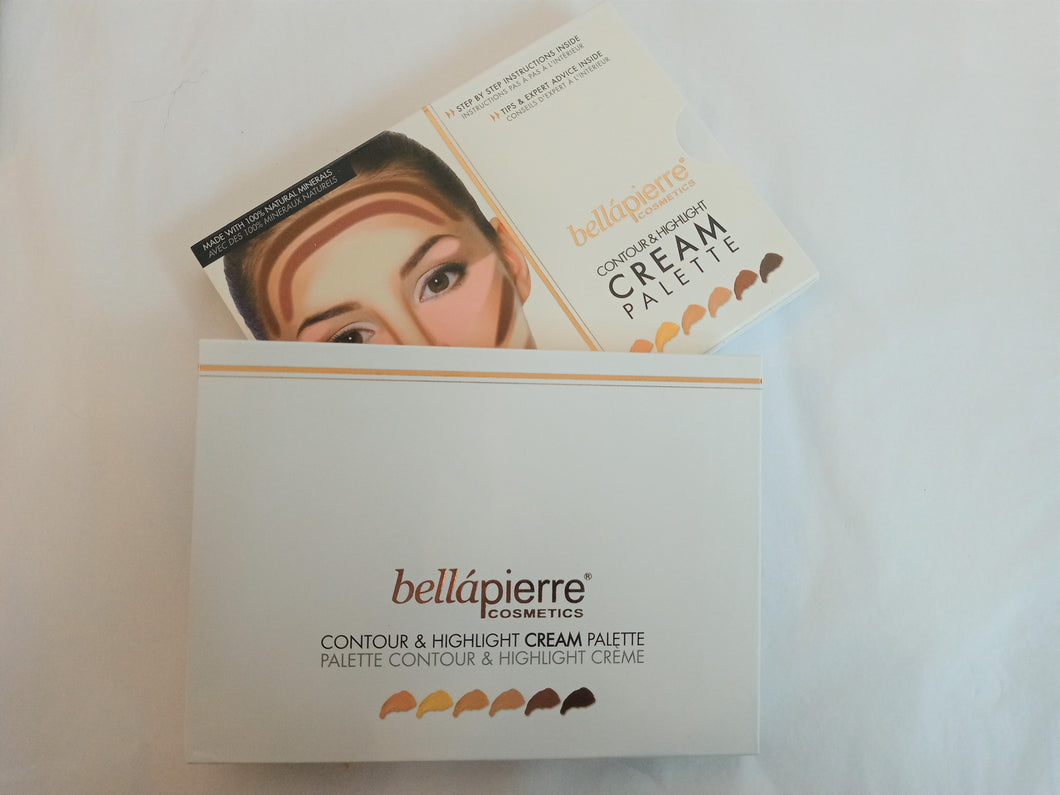 STEP BY STEP INSTRUCTIONS INSIDE
INSTRUCTIONS PAS À PAS À L'INTÉRIEUR
TIPS & EXPERT ADVICE INSIDE
CONSEILS D'EXPERT À L'INTÉRIEUR
MADE WITH 100% NATURAL MINERALS
AVEC DES 100% MINERAUX NATURELS
bellápierre®
COSMETICS
CONTOUR & HIGHLIGHT
CREAM
PALETTE
bellápierre®
COSMETICS
CONTOUR & HIGHLIGHT CREAM PALETTE
PALETTE CONTOUR & HIGHLIGHT CRÈME